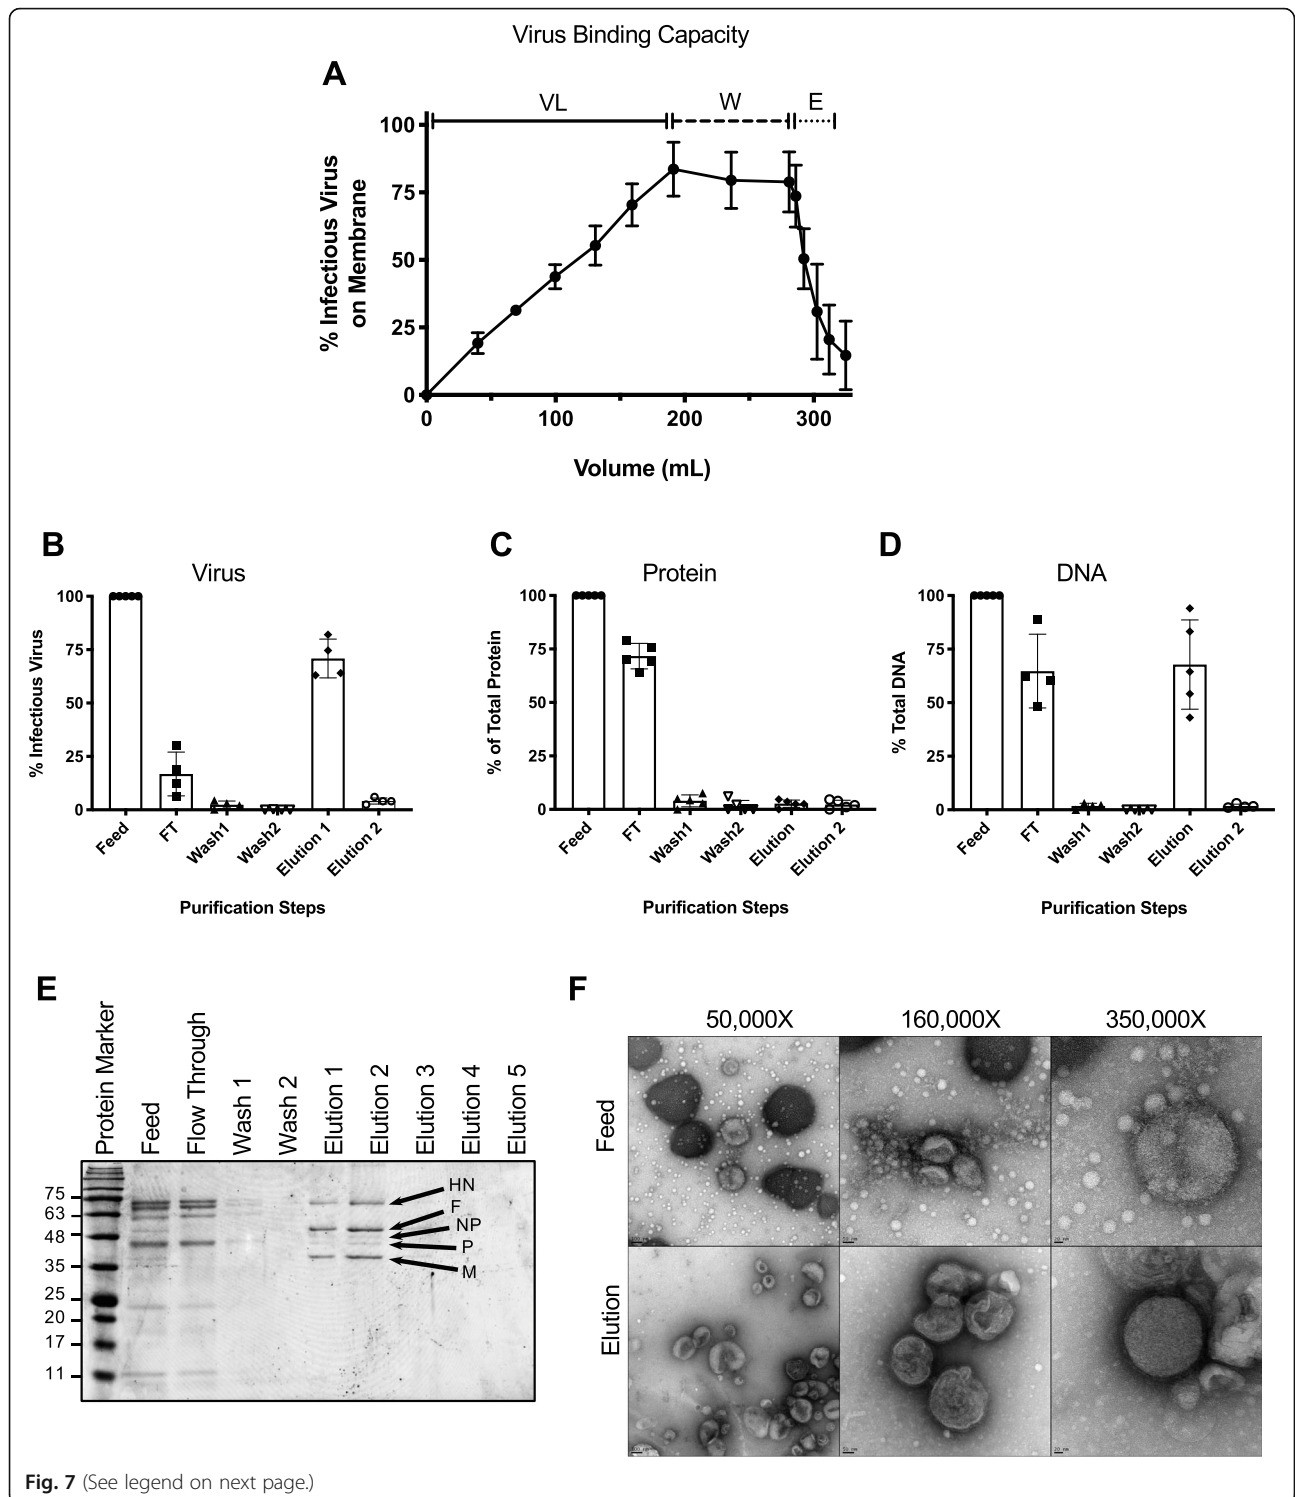 Virus Binding Capacity
A
VL W E
% Infectious Virus
on Membrane
100
75
50
25
0
0 100 200 300
Volume (mL)
B
Virus
% Infectious Virus
100
75
50
25
0
Feed FT Wash1 Wash2 Elution 1 Elution 2
Purification Steps
C
Protein
% of Total Protein
100
75
50
25
0
Feed FT Wash1 Wash2 Elution Elution 2
Purification Steps
D
DNA
% Total DNA
100
75
50
25
0
Feed FT Wash1 Wash2 Elution Elution 2
Purification Steps
E
Protein Marker
Feed
Flow Through
Wash 1
Wash 2
Elution 1
Elution 2
Elution 3
Elution 4
Elution 5
75
63
48
35
25
20
17
11
HN
F
NP
P
M
F
50,000X 160,000X 350,000X
Feed
Elution
Fig. 7 (See legend on next page.)